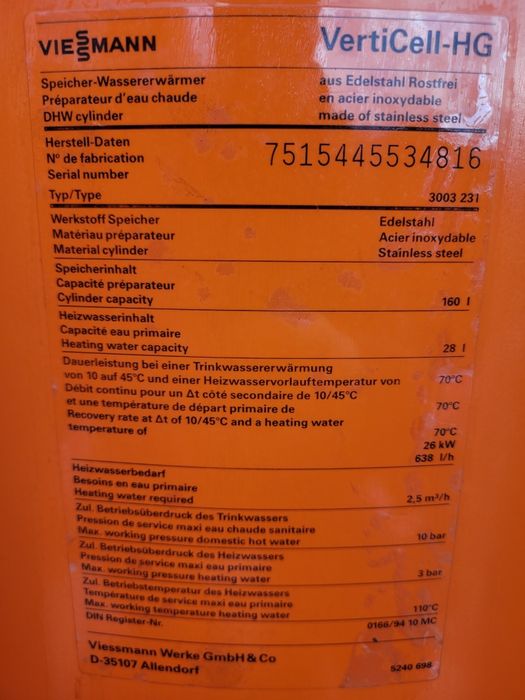 VIESSMANN VertiCell-HG
Speicher-Wassererwärmer aus Edelstahl Rostfrei
Préparateur d'eau chaude en acier inoxydable
DHW cylinder made of stainless steel
Herstell-Daten
N° de fabrication 7515445534816
Serial number
Typ/Type 3003 231
Werkstoff Speicher Edelstahl
Matériau préparateur Acier inoxydable
Material cylinder Stainless steel
Speicherinhalt
Capacité préparateur
Cylinder capacity 160 l
Heizwasserinhalt
Capacité eau primaire
Heating water capacity 28 l
Dauerleistung bei einer Trinkwassererwärmung
von 10 auf 45°C und einer Heizwasservorlauftemperatur von 70°C
Débit continu pour un Δt côté secondaire de 10/45°C
et une température de départ primaire de 70°C
Recovery rate at Δt of 10/45°C and a heating water
temperature of 70°C
26 kW
638 l/h
Heizwasserbedarf
Besoins en eau primaire
Heating water required 2,5 m³/h
Zul. Betriebsüberdruck des Trinkwassers
Pression de service maxi eau chaude sanitaire
Max. working pressure domestic hot water 10 bar
Zul. Betriebsüberdruck des Heizwassers
Pression de service maxi eau primaire
Max. working pressure heating water 3 bar
Zul. Betriebstemperatur des Heizwassers
Température de service maxi eau primaire
Max. working temperature heating water 110°C
DIN Register-Nr. 0166/94 10 MC
Viessmann Werke GmbH & Co
D-35107 Allendorf 5240 698